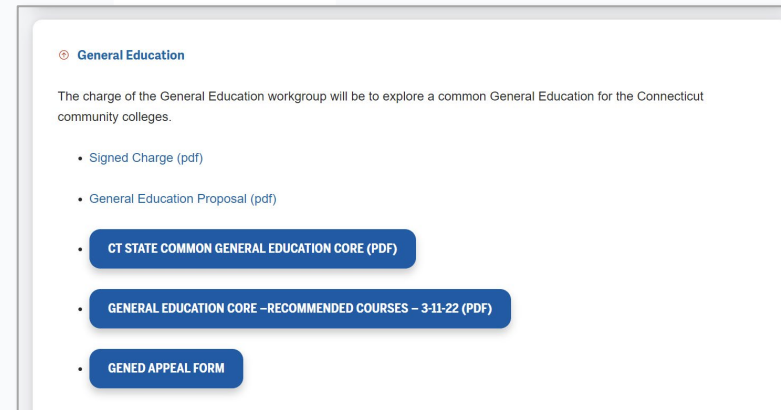 General Education
The charge of the General Education workgroup will be to explore a common General Education for the Connecticut
community colleges.
Signed Charge (pdf)
General Education Proposal (pdf)
CT STATE COMMON GENERAL EDUCATION CORE (PDF)
GENERAL EDUCATION CORE –RECOMMENDED COURSES – 3-11-22 (PDF)
GENED APPEAL FORM